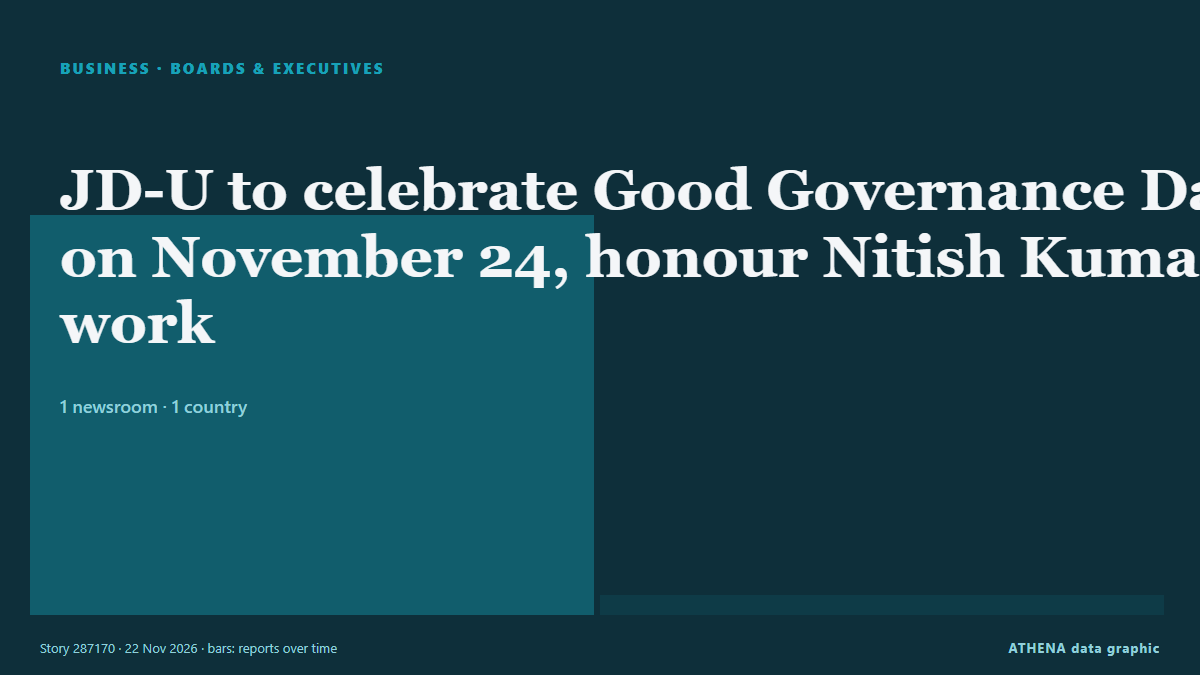 BUSINESS · BOARDS & EXECUTIVES
JD-U to celebrate Good Governance Da
on November 24, honour Nitish Kuma
work
1 newsroom · 1 country
Story 287170 · 22 Nov 2026 · bars: reports over time
ATHENA data graphic